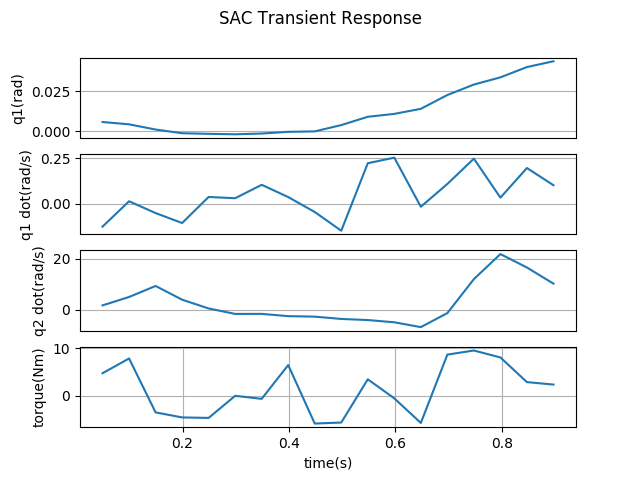 SAC Transient Response
q1(rad)
0.025
0.000
q1 dot(rad/s)
0.25
0.00
q2 dot(rad/s)
20
0
torque(Nm)
10
0
0.2 0.4 0.6 0.8
time(s)